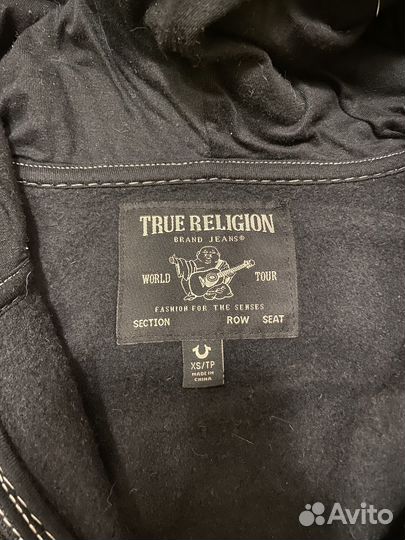 TRUE RELIGION
BRAND JEANS®
WORLD TOUR
FASHION FOR THE SENSES
SECTION ROW SEAT
XS/TP
MADE IN
CHINA
Avito